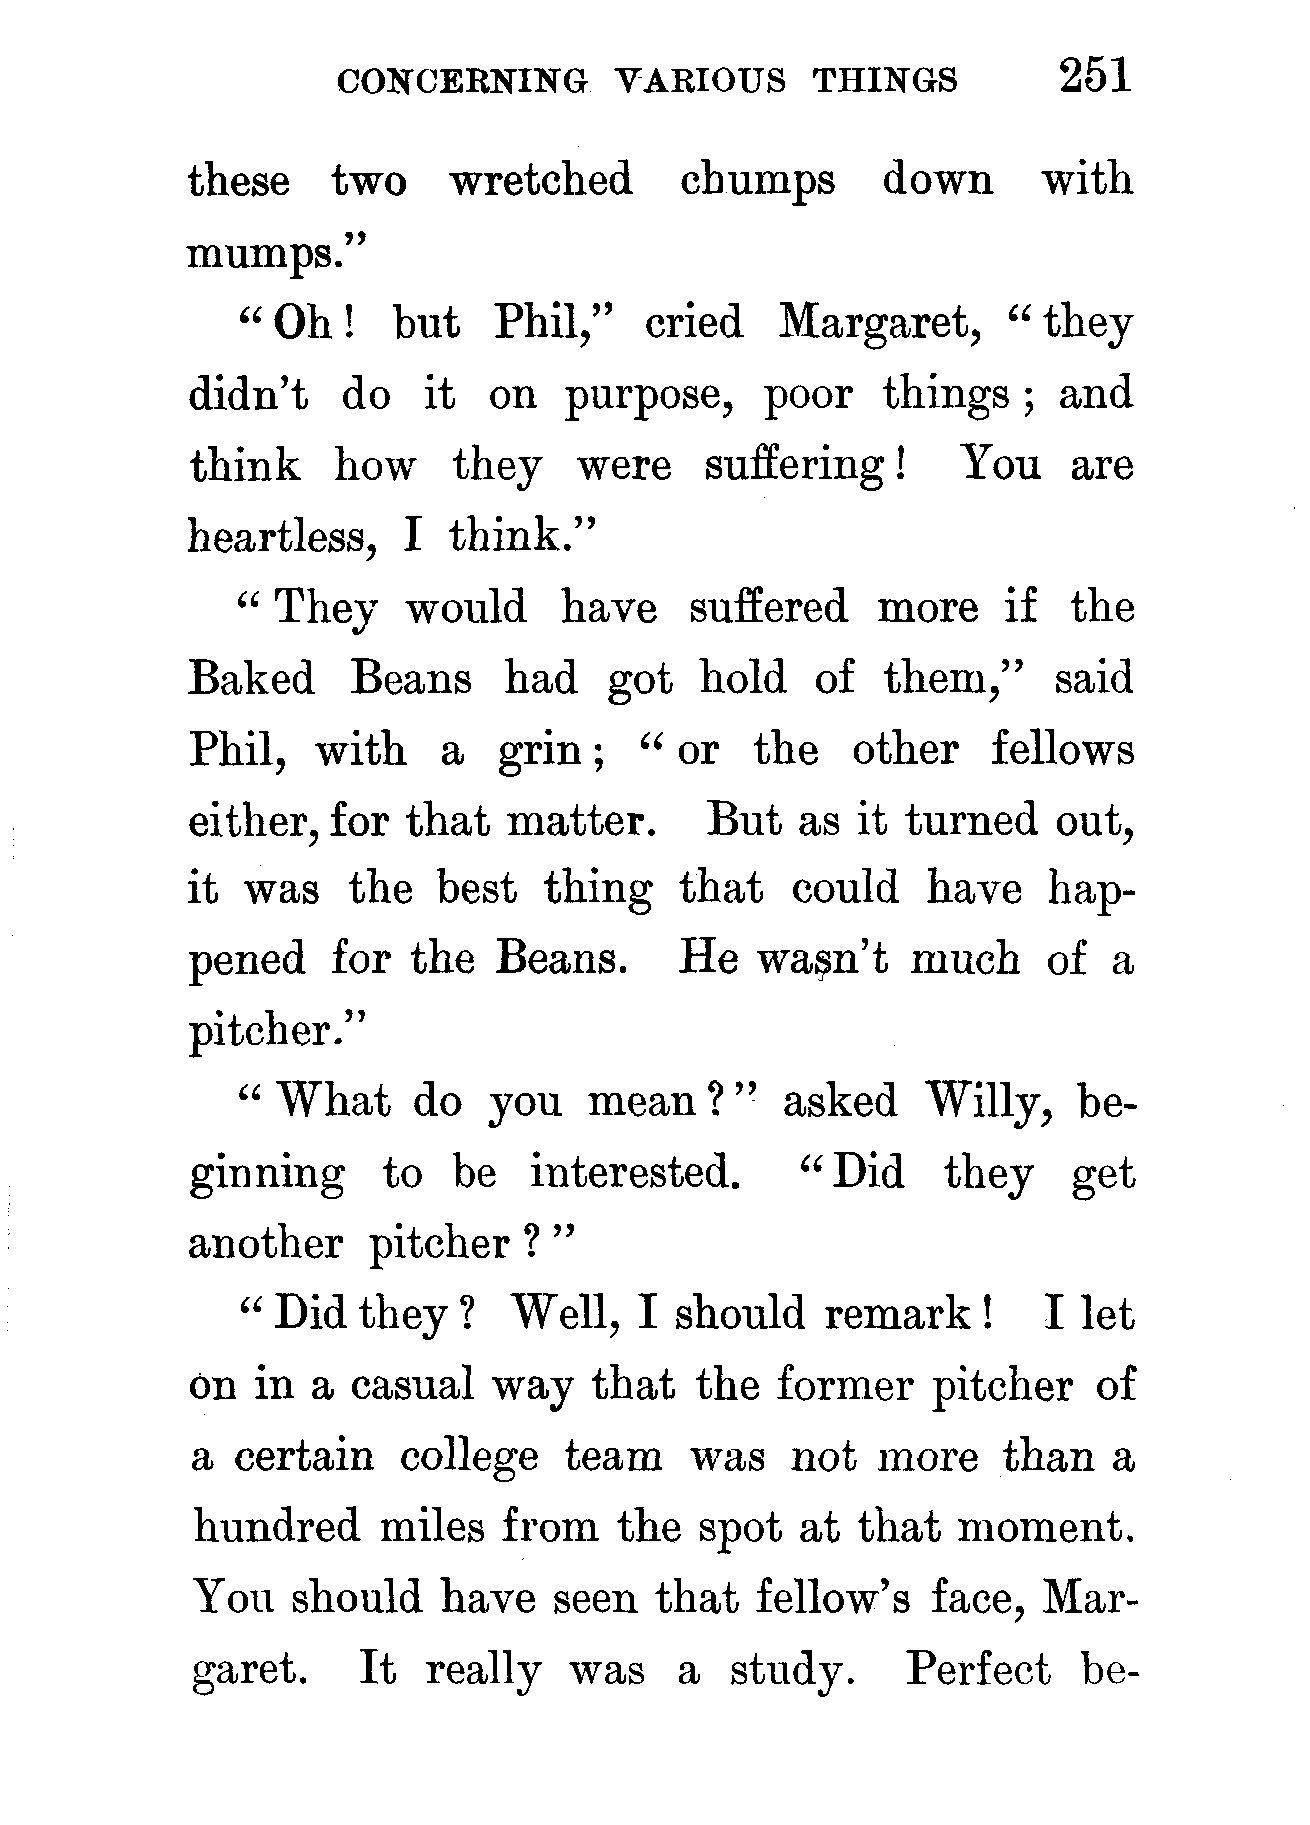 CONCERNING VARIOUS THINGS 251
these two wretched chumps down with
mumps.”
“Oh! but Phil,” cried Margaret, “they
didn’t do it on purpose, poor things; and
think how they were suffering! You are
heartless, I think.”
“They would have suffered more if the
Baked Beans had got hold of them,” said
Phil, with a grin; “or the other fellows
either, for that matter. But as it turned out,
it was the best thing that could have hap-
pened for the Beans. He wasn’t much of a
pitcher.”
“What do you mean?” asked Willy, be-
ginning to be interested. “Did they get
another pitcher?”
“Did they? Well, I should remark! I let
on in a casual way that the former pitcher of
a certain college team was not more than a
hundred miles from the spot at that moment.
You should have seen that fellow’s face, Mar-
garet. It really was a study. Perfect be-